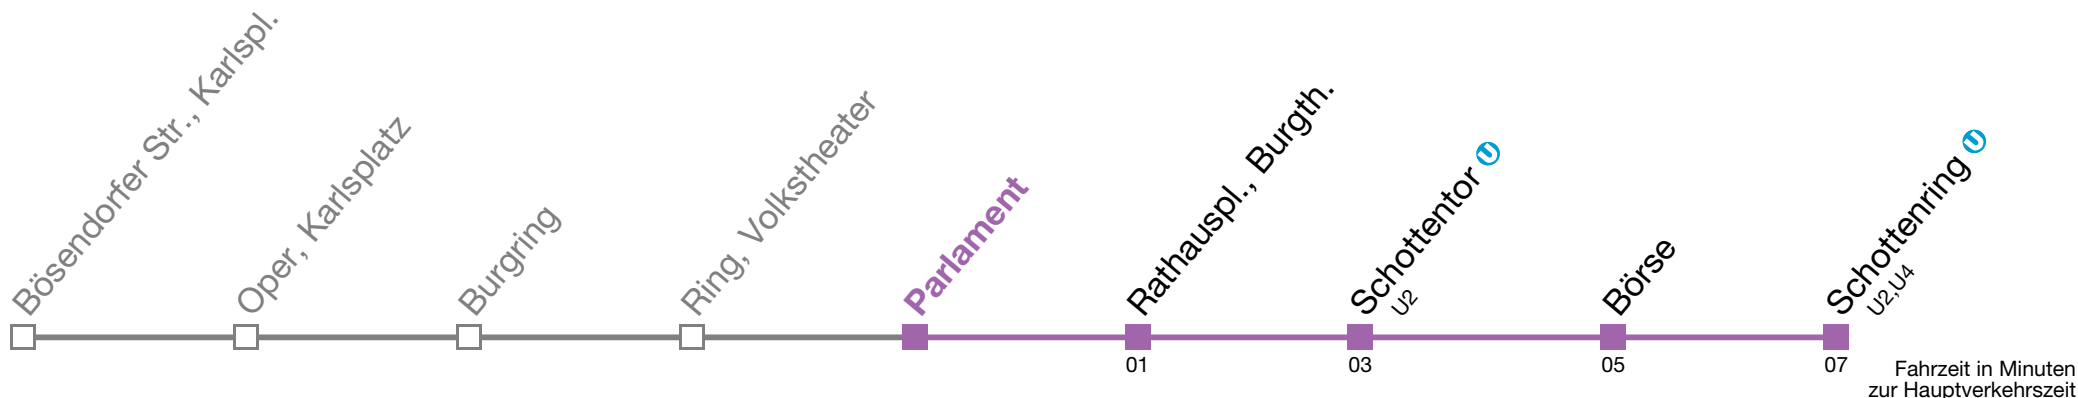 Bösendorfer Str., Karlspl.
Oper, Karlsplatz
Burgring
Ring, Volkstheater
Parlament
Rathauspl., Burgth.
Schottentor U
U2
Börse
Schottenring U
U2,U4
01
03
05
07
Fahrzeit in Minuten
zur Hauptverkehrszeit